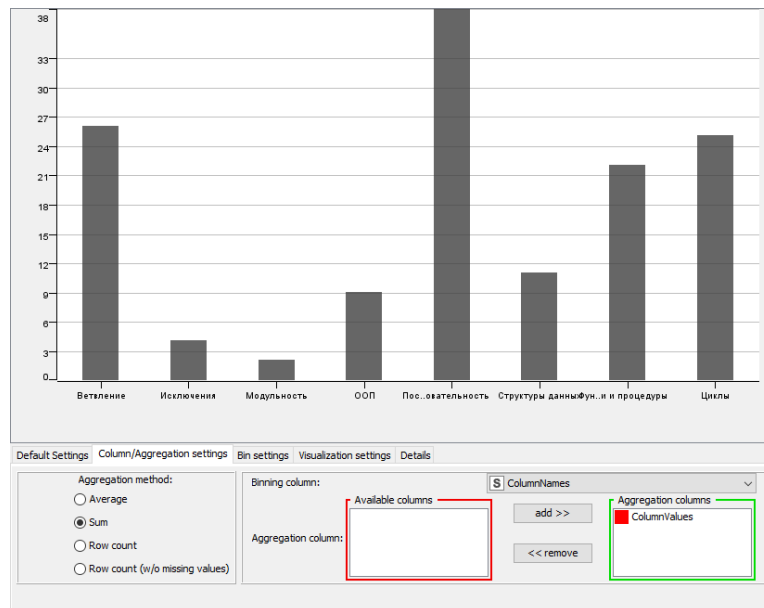 38
33
30
27
24
21
18
15
12
9
6
3
0
Ветвление Исключения Модульность ООП Пос..овательность Структуры данных Фун..и и процедуры Циклы
Default Settings Column/Aggregation settings Bin settings Visualization settings Details
Aggregation method:
Average
Sum
Row count
Row count (w/o missing values)
Binning column: S ColumnNames
Aggregation column:
Available columns
add >>
<< remove
Aggregation columns
ColumnValues